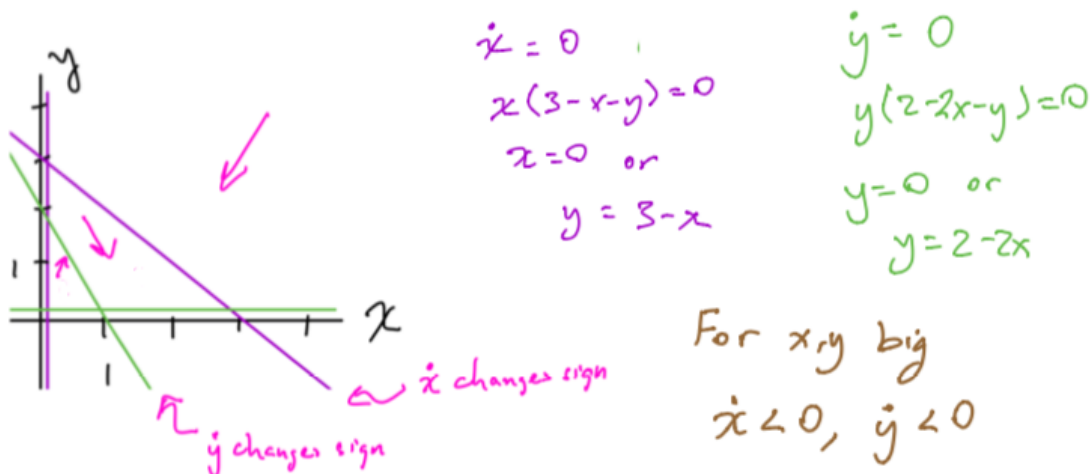 y
1
x
1
ẋ changes sign
ẏ changes sign
ẋ = 0
x(3-x-y)=0
x=0 or
y = 3-x
ẏ = 0
y(2-2x-y)=0
y=0 or
y=2-2x
For x,y big
ẋ<0, ẏ<0